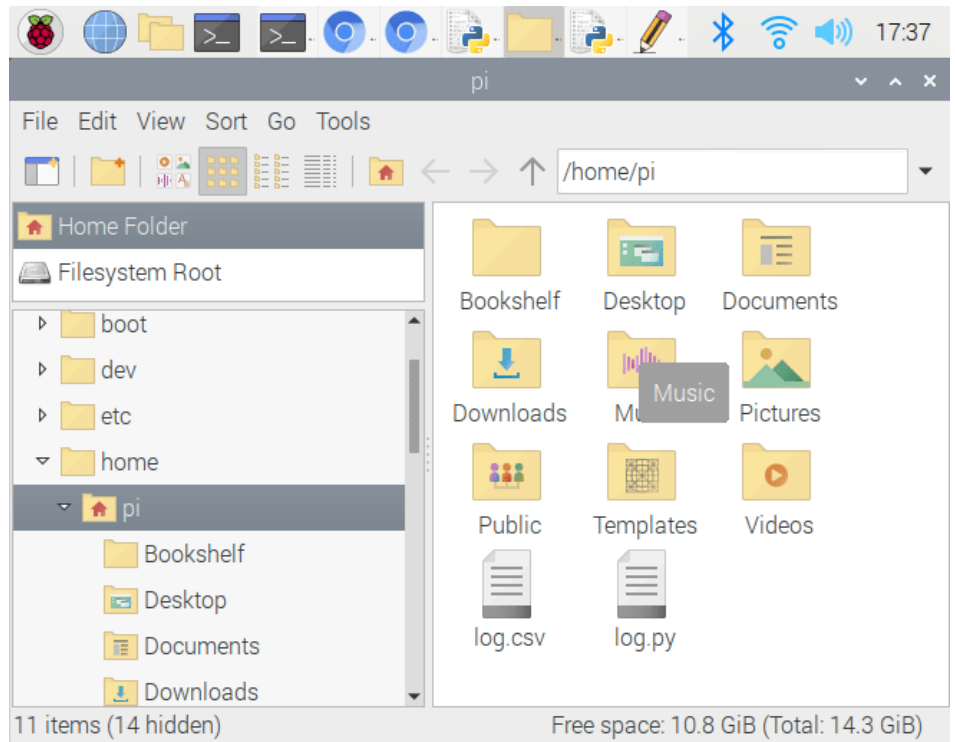 17:37
pi
File Edit View Sort Go Tools
/home/pi
Home Folder
Filesystem Root
boot
dev
etc
home
pi
Bookshelf
Desktop
Documents
Downloads
Bookshelf Desktop Documents
Downloads Music Pictures
Public Templates Videos
log.csv log.py
11 items (14 hidden)
Free space: 10.8 GiB (Total: 14.3 GiB)